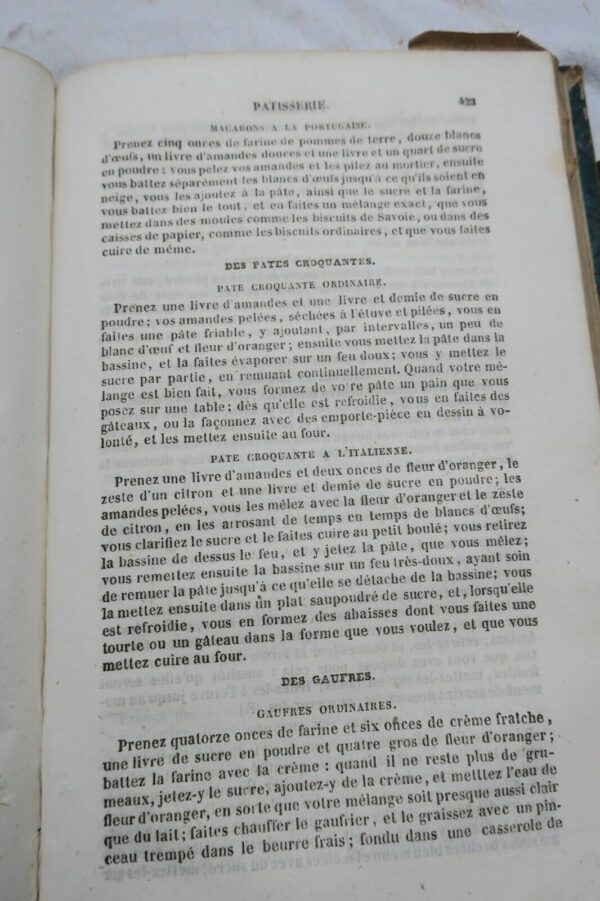 PATISSERIE. 423
MACARONS A LA PORTUGAISE.
Prenez cinq onces de farine de pommes de terre, douze blancs
d'œufs, un livre d'amandes douces et une livre et un quart de sucre
en poudre : vous pelez vos amandes et les pilez au mortier, ensuite
vous battez séparément les blancs d'œufs jusqu'à ce qu'ils soient en
neige, vous les ajoutez à la pâte, ainsi que le sucre et la farine,
vous battez bien le tout, et en faites un mélange exact, que vous
mettez dans des moules comme les biscuits de Savoie, ou dans des
caisses de papier, comme les biscuits ordinaires, et que vous faites
cuire de même.
DES PATES CROQUANTES.
PATE CROQUANTE ORDINAIRE.
Prenez une livre d'amandes et une livre et demie de sucre en
poudre; vos amandes pelées, séchées à l'étuve et pilées, vous en
faites une pâte friable, y ajoutant, par intervalles, un peu de
blanc d'œuf et fleur d'oranger; ensuite vous mettez la pâte dans la
bassine, et la faites évaporer sur un feu doux; vous y mettez le
sucre par partie, en remuant continuellement. Quand votre mé-
lange est bien fait, vous formez de votre pâte un pain que vous
posez sur une table; dès qu'elle est refroidie, vous en faites des
gâteaux, ou la façonnez avec des emporte-pièce en dessin à vo-
lonté, et les mettez ensuite au four.
PATE CROQUANTE A L'ITALIENNE.
Prenez une livre d'amandes et deux onces de fleur d'oranger, le
zeste d'un citron et une livre et demie de sucre en poudre; les
amandes pelées, vous les mêlez avec la fleur d'oranger et le zeste
de citron, en les arrosant de temps en temps de blancs d'œufs;
vous clarifiez le sucre et le faites cuire au petit boulé; vous retirez
la bassine de dessus le feu, et y jetez la pâte, que vous mêlez;
vous remettez ensuite la bassine sur un feu très-doux, ayant soin
de remuer la pâte jusqu'à ce qu'elle se détache de la bassine; vous
la mettez ensuite dans un plat saupoudré de sucre, et, lorsqu'elle
est refroidie, vous en formez des abaisses dont vous faites une
tourte ou un gâteau dans la forme que vous voulez, et que vous
mettez cuire au four.
DES GAUFRES.
GAUFRES ORDINAIRES.
Prenez quatorze onces de farine et six onces de crème fraîche,
une livre de sucre en poudre et quatre gros de fleur d'oranger;
battez la farine avec la crème : quand il ne reste plus de gru-
meaux, jetez-y le sucre, ajoutez-y de la crème, et metttez l'eau de
fleur d'oranger, en sorte que votre mélange soit presque aussi clair
que du lait; faites chauffer le gaufrier, et le graissez avec un pin-
ceau trempé dans le beurre frais; fondu dans une casserole de